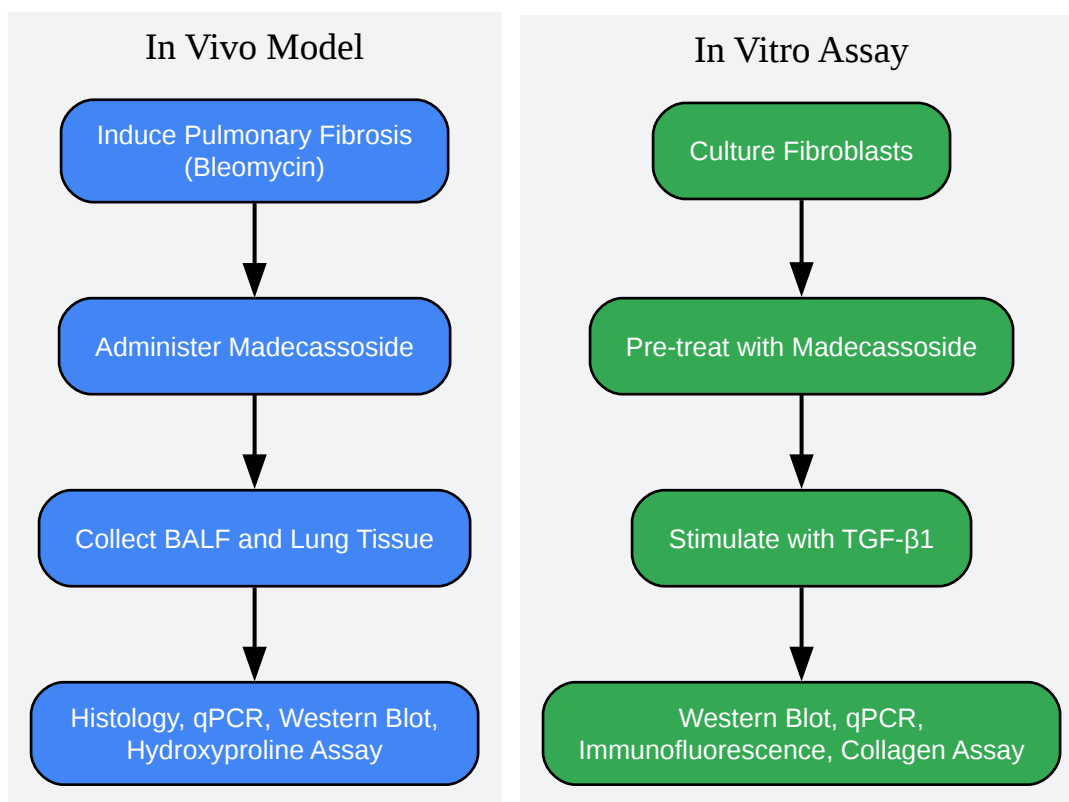 In Vivo Model
Induce Pulmonary Fibrosis
(Bleomycin)
Administer Madecassoside
Collect BALF and Lung Tissue
Histology, qPCR, Western Blot,
Hydroxyproline Assay
In Vitro Assay
Culture Fibroblasts
Pre-treat with Madecassoside
Stimulate with TGF-β1
Western Blot, qPCR,
Immunofluorescence, Collagen Assay